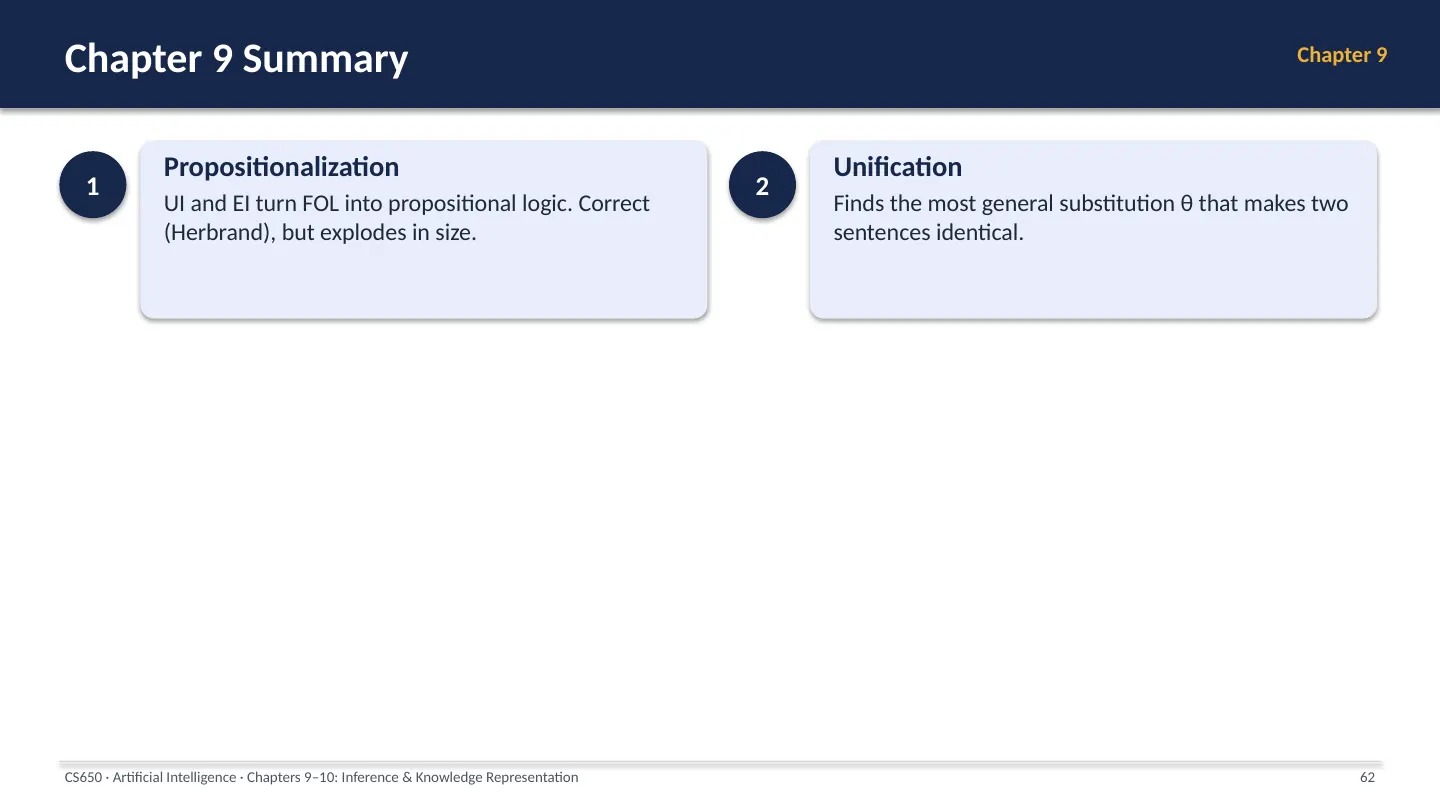 Chapter 9 Summary
Chapter 9
1
Propositionalization
UI and EI turn FOL into propositional logic. Correct
(Herbrand), but explodes in size.
2
Unification
Finds the most general substitution θ that makes two
sentences identical.
CS650 · Artificial Intelligence · Chapters 9–10: Inference & Knowledge Representation
62